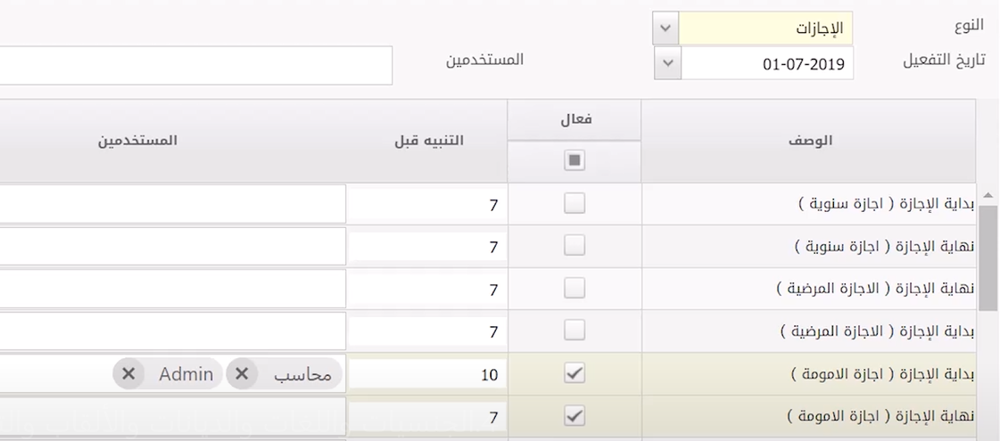 النوع الإجازات
تاريخ التفعيل 01-07-2019 المستخدمين
الوصف فعال التنبيه قبل المستخدمين
بداية الإجازة ( اجازة سنوية ) 7
نهاية الإجازة ( اجازة سنوية ) 7
نهاية الإجازة ( الاجازة المرضية ) 7
بداية الإجازة ( الاجازة المرضية ) 7
بداية الإجازة ( اجازة الامومة ) 10 محاسب Admin
نهاية الإجازة ( اجازة الامومة ) 7